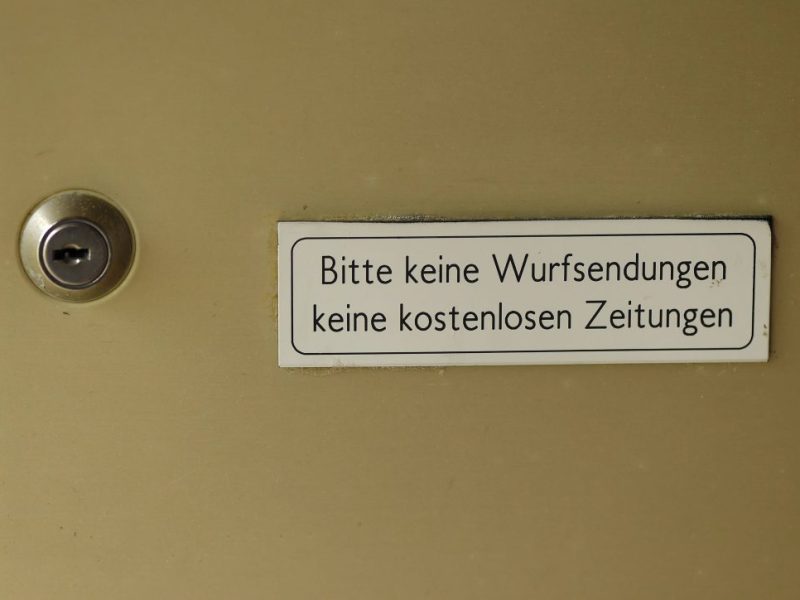 Bitte keine Wurfsendungen
keine kostenlosen Zeitungen